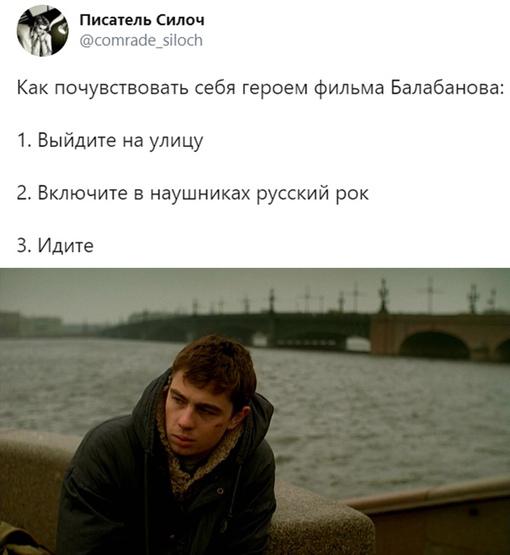 Писатель Силоч
@comrade_siloch
Как почувствовать себя героем фильма Балабанова:
1. Выйдите на улицу
2. Включите в наушниках русский рок
3. Идите